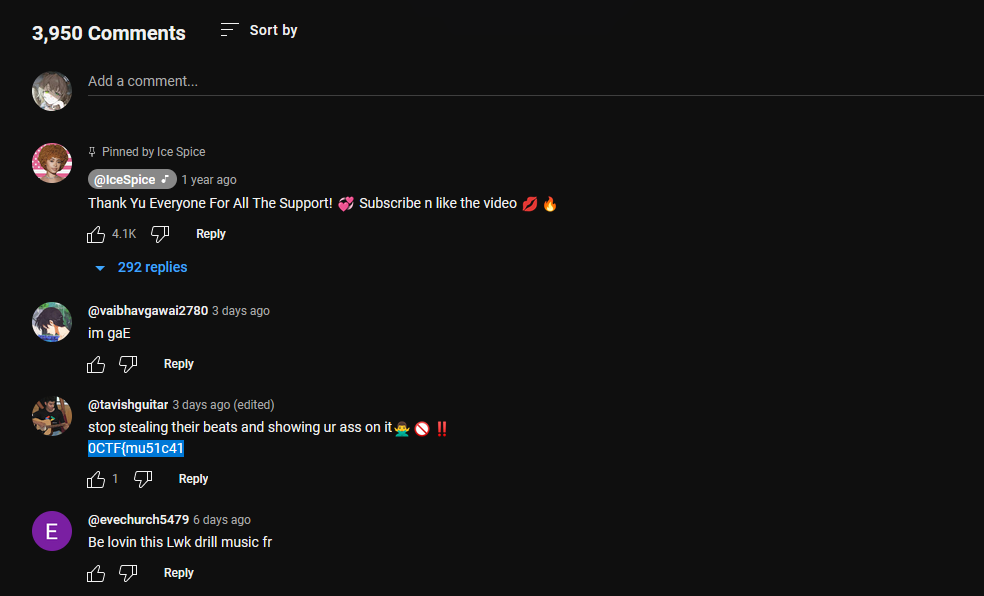 3,950 Comments
Sort by
Add a comment...
Pinned by Ice Spice
@IceSpice 1 year ago
Thank Yu Everyone For All The Support! 💞 Subscribe n like the video 💋 🔥
4.1K Reply
292 replies
@vaibhavgawai2780 3 days ago
im gaE
Reply
@tavishguitar 3 days ago (edited)
stop stealing their beats and showing ur ass on it🙅‍♂️ 🚫 ‼️
0CTF{mu51c41
1 Reply
E
@evechurch5479 6 days ago
Be lovin this Lwk drill music fr
Reply